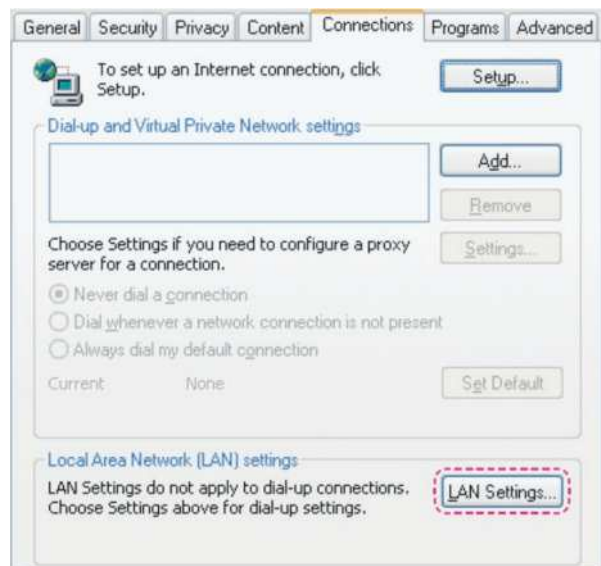 General Security Privacy Content Connections Programs Advanced
To set up an Internet connection, click
Setup.
Setup...
Dial-up and Virtual Private Network settings
Add...
Remove
Choose Settings if you need to configure a proxy
server for a connection.
Settings...
Never dial a connection
Dial whenever a network connection is not present
Always dial my default connection
Current None Set Default
Local Area Network (LAN) settings
LAN Settings do not apply to dial-up connections.
Choose Settings above for dial-up settings.
LAN Settings...